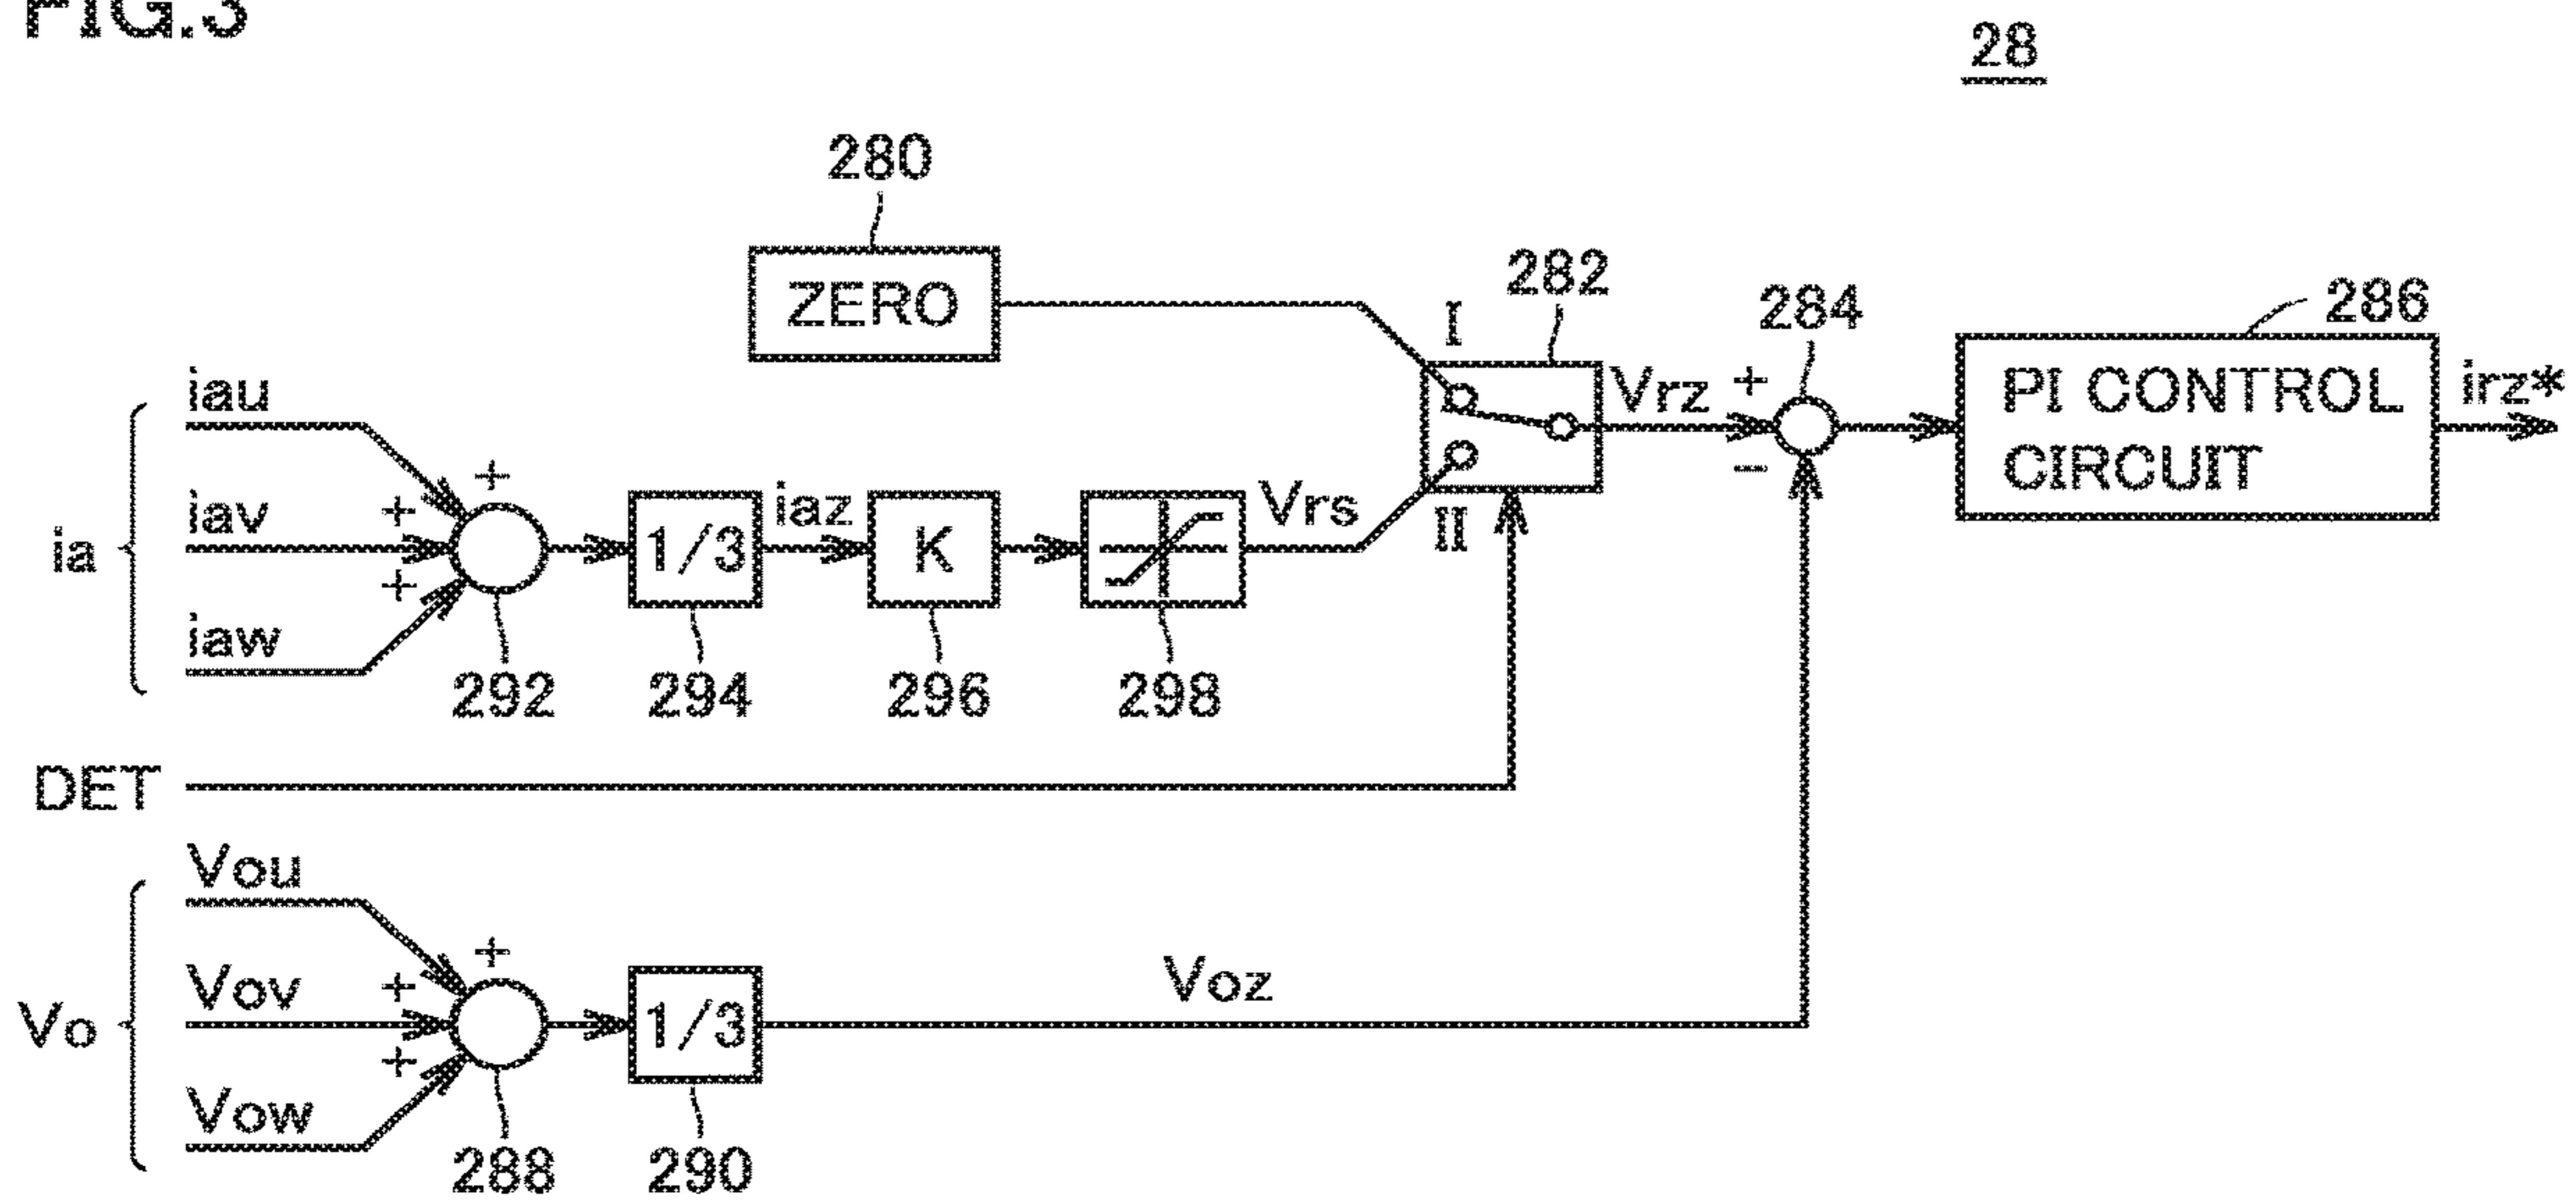 FIG.3
28
280
ZERO
282
I
284
286
PI CONTROL
CIRCUIT
Vrz
+
−
irz*
ia
iau
iav
iaw
+
+
+
292
1/3
294
iaz
K
296
298
Vrs
II
DET
Vo
Vou
Vov
Vow
+
+
+
288
1/3
290
Voz